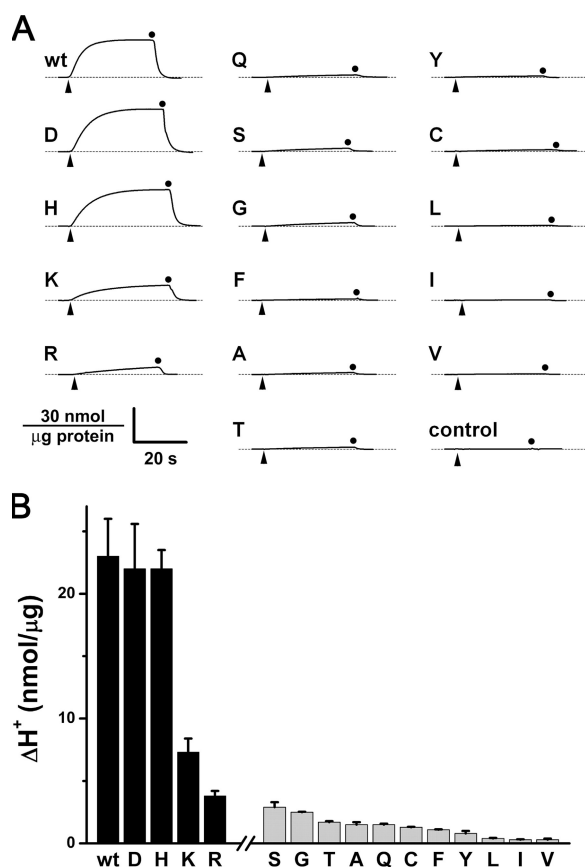 A
wt Q Y
D S C
H G L
K F I
R A V
30 nmol
µg protein
20 s
T control
B
ΔH⁺ (nmol/µg)
20
10
0
wt D H K R S G T A Q C F Y L I V